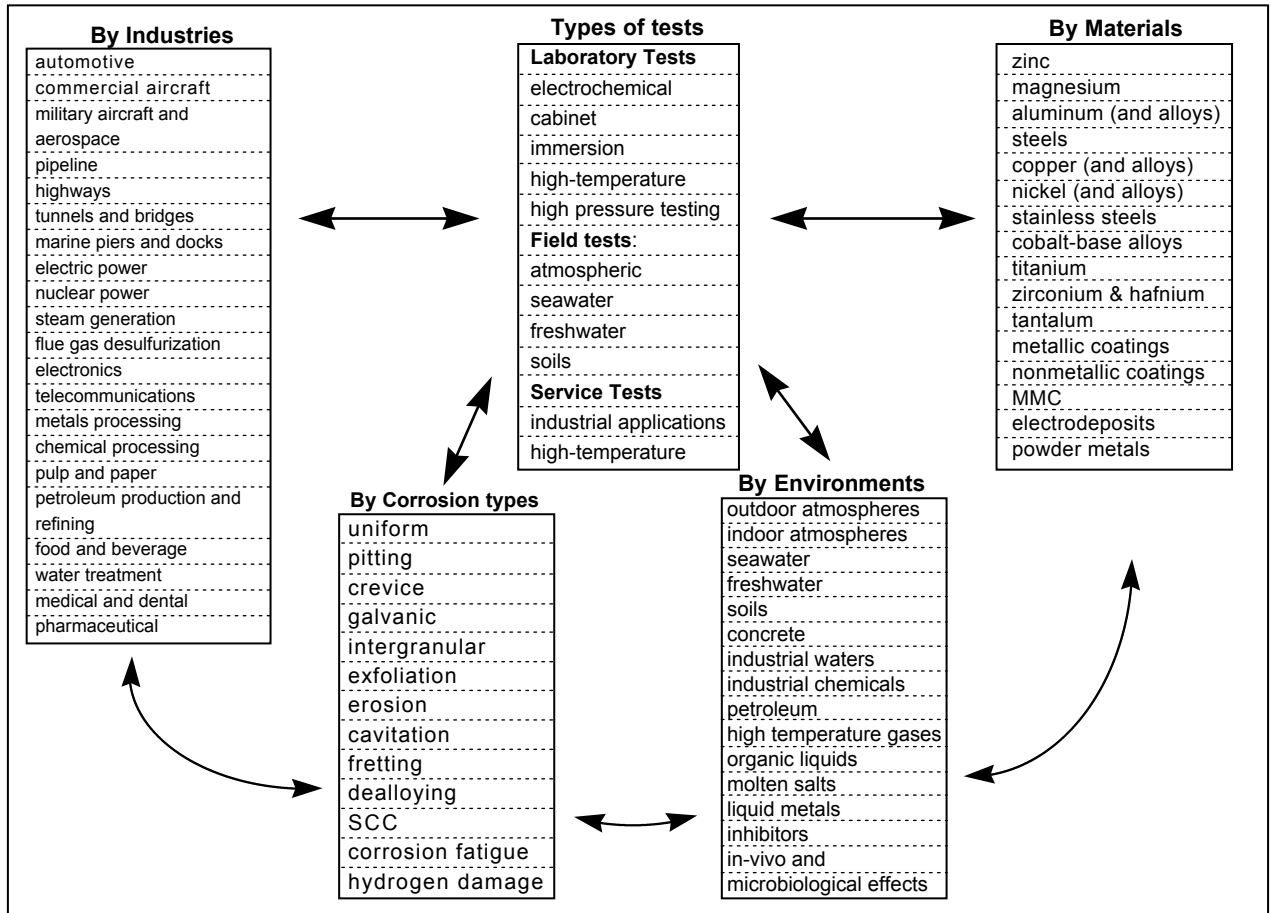 By Industries
automotive
commercial aircraft
military aircraft and
aerospace
pipeline
highways
tunnels and bridges
marine piers and docks
electric power
nuclear power
steam generation
flue gas desulfurization
electronics
telecommunications
metals processing
chemical processing
pulp and paper
petroleum production and
refining
food and beverage
water treatment
medical and dental
pharmaceutical
Types of tests
Laboratory Tests
electrochemical
cabinet
immersion
high-temperature
high pressure testing
Field tests:
atmospheric
seawater
freshwater
soils
Service Tests
industrial applications
high-temperature
By Materials
zinc
magnesium
aluminum (and alloys)
steels
copper (and alloys)
nickel (and alloys)
stainless steels
cobalt-base alloys
titanium
zirconium & hafnium
tantalum
metallic coatings
nonmetallic coatings
MMC
electrodeposits
powder metals
By Corrosion types
uniform
pitting
crevice
galvanic
intergranular
exfoliation
erosion
cavitation
fretting
dealloying
SCC
corrosion fatigue
hydrogen damage
By Environments
outdoor atmospheres
indoor atmospheres
seawater
freshwater
soils
concrete
industrial waters
industrial chemicals
petroleum
high temperature gases
organic liquids
molten salts
liquid metals
inhibitors
in-vivo and
microbiological effects